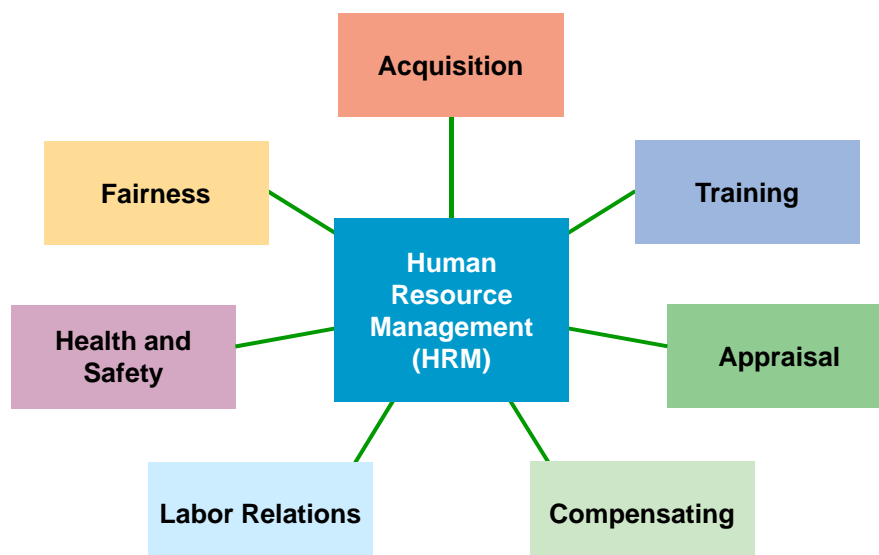 Acquisition
Fairness
Training
Human
Resource
Management
(HRM)
Health and
Safety
Appraisal
Labor Relations
Compensating